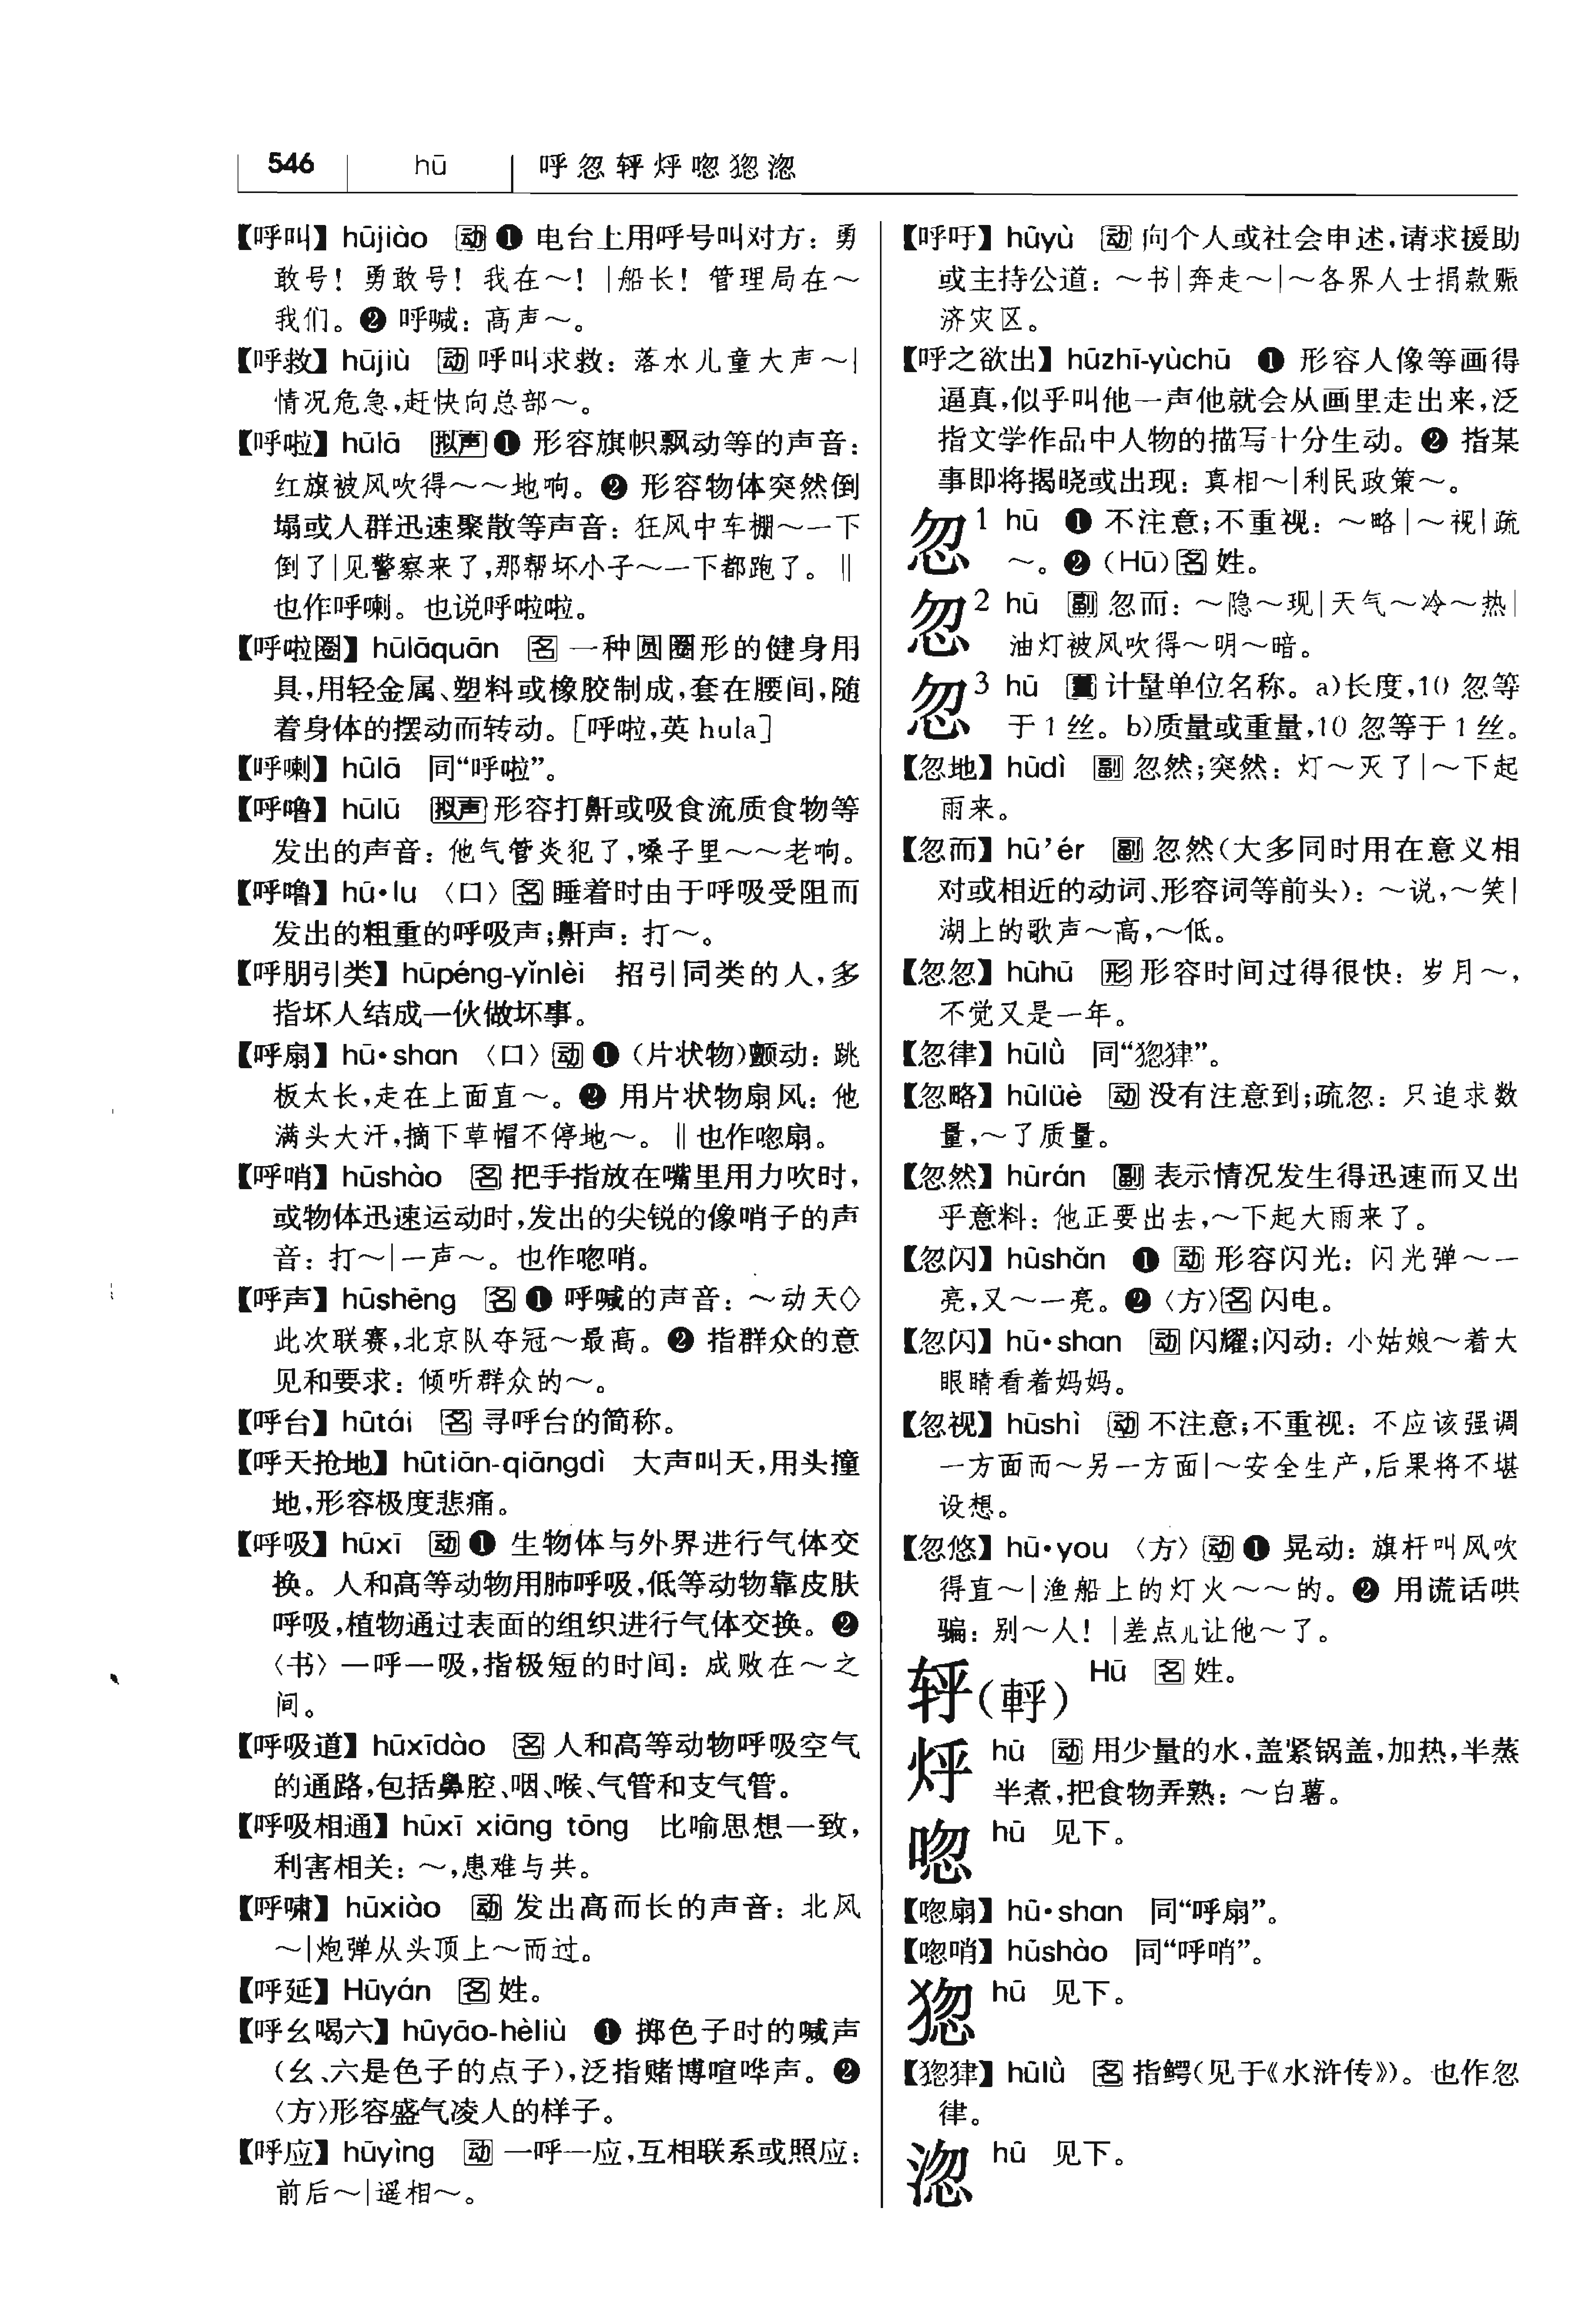 546 hū 呼忽轷烀唿㹱淴
【呼叫】hūjiào 动❶ 电台上用呼号叫对方：勇
敢号！勇敢号！我在～！|船长！管理局在～
我们。❷ 呼喊：高声～。
【呼救】hūjiù 动 呼叫求救：落水儿童大声～|
情况危急，赶快向总部～。
【呼啦】hūlā 拟声❶ 形容旗帜飘动等的声音：
红旗被风吹得～～地响。❷ 形容物体突然倒
塌或人群迅速聚散等声音：狂风中车棚～一下
倒了|见警察来了，那帮坏小子～一下都跑了。‖
也作呼喇。也说呼啦啦。
【呼啦圈】hūlāquān 名 一种圆圈形的健身用
具，用轻金属、塑料或橡胶制成，套在腰间，随
着身体的摆动而转动。［呼啦，英 hula］
【呼喇】hūlā 同“呼啦”。
【呼噜】hūlū 拟声 形容打鼾或吸食流质食物等
发出的声音：他气管炎犯了，嗓子里～～老响。
【呼噜】hū•lu 〈口〉名 睡着时由于呼吸受阻而
发出的粗重的呼吸声；鼾声：打～。
【呼朋引类】hūpéng-yǐnlèi 招引同类的人，多
指坏人结成一伙做坏事。
【呼扇】hū•shan 〈口〉动❶（片状物）颤动：跳
板太长，走在上面直～。❷ 用片状物扇风：他
满头大汗，摘下草帽不停地～。‖也作唿扇。
【呼哨】hūshào 名 把手指放在嘴里用力吹时，
或物体迅速运动时，发出的尖锐的像哨子的声
音：打～|一声～。也作唿哨。
【呼声】hūshēng 名❶ 呼喊的声音：～动天◇
此次联赛，北京队夺冠～最高。❷ 指群众的意
见和要求：倾听群众的～。
【呼台】hūtái 名 寻呼台的简称。
【呼天抢地】hūtiān-qiāngdì 大声叫天，用头撞
地，形容极度悲痛。
【呼吸】hūxī 动❶ 生物体与外界进行气体交
换。人和高等动物用肺呼吸，低等动物靠皮肤
呼吸，植物通过表面的组织进行气体交换。❷
〈书〉一呼一吸，指极短的时间：成败在～之
间。
【呼吸道】hūxīdào 名 人和高等动物呼吸空气
的通路，包括鼻腔、咽、喉、气管和支气管。
【呼吸相通】hūxī xiāng tōng 比喻思想一致，
利害相关：～，患难与共。
【呼啸】hūxiào 动 发出高而长的声音：北风
～|炮弹从头顶上～而过。
【呼延】Hūyán 名 姓。
【呼幺喝六】hūyāo-hèliù ❶ 掷色子时的喊声
（幺、六是色子的点子），泛指赌博喧哗声。❷
〈方〉形容盛气凌人的样子。
【呼应】hūyìng 动 一呼一应，互相联系或照应：
前后～|遥相～。
【呼吁】hūyù 动 向个人或社会申述，请求援助
或主持公道：～书|奔走～|～各界人士捐款赈
济灾区。
【呼之欲出】hūzhī-yùchū ❶ 形容人像等画得
逼真，似乎叫他一声他就会从画里走出来，泛
指文学作品中人物的描写十分生动。❷ 指某
事即将揭晓或出现：真相～|利民政策～。
忽1 hū ❶ 不注意；不重视：～略|～视|疏
～。❷（Hū）名 姓。
忽2 hū 副 忽而：～隐～现|天气～冷～热|
油灯被风吹得～明～暗。
忽3 hū 量 计量单位名称。a)长度，10 忽等
于 1 丝。b)质量或重量，10 忽等于 1 丝。
【忽地】hūdì 副 忽然；突然：灯～灭了|～下起
雨来。
【忽而】hū’ér 副 忽然（大多同时用在意义相
对或相近的动词、形容词等前头）：～说，～笑|
湖上的歌声～高，～低。
【忽忽】hūhū 形 形容时间过得很快：岁月～，
不觉又是一年。
【忽律】hūlǜ 同“㹱㹥”。
【忽略】hūlüè 动 没有注意到；疏忽：只追求数
量，～了质量。
【忽然】hūrán 副 表示情况发生得迅速而又出
乎意料：他正要出去，～下起大雨来了。
【忽闪】hūshǎn ❶ 动 形容闪光：闪光弹～一
亮，又～一亮。❷〈方〉名 闪电。
【忽闪】hū•shan 动 闪耀；闪动：小姑娘～着大
眼睛看着妈妈。
【忽视】hūshì 动 不注意；不重视：不应该强调
一方面而～另一方面|～安全生产，后果将不堪
设想。
【忽悠】hū•you 〈方〉动❶ 晃动：旗杆叫风吹
得直～|渔船上的灯火～～的。❷ 用谎话哄
骗：别～人！|差点儿让他～了。
轷（軤） Hū 名 姓。
烀 hū 动 用少量的水，盖紧锅盖，加热，半蒸
半煮，把食物弄熟：～白薯。
唿 hū 见下。
【唿扇】hū•shan 同“呼扇”。
【唿哨】hūshào 同“呼哨”。
㹱 hū 见下。
【㹱㹥】hūlǜ 名 指鳄（见于《水浒传》）。也作忽
律。
淴 hū 见下。